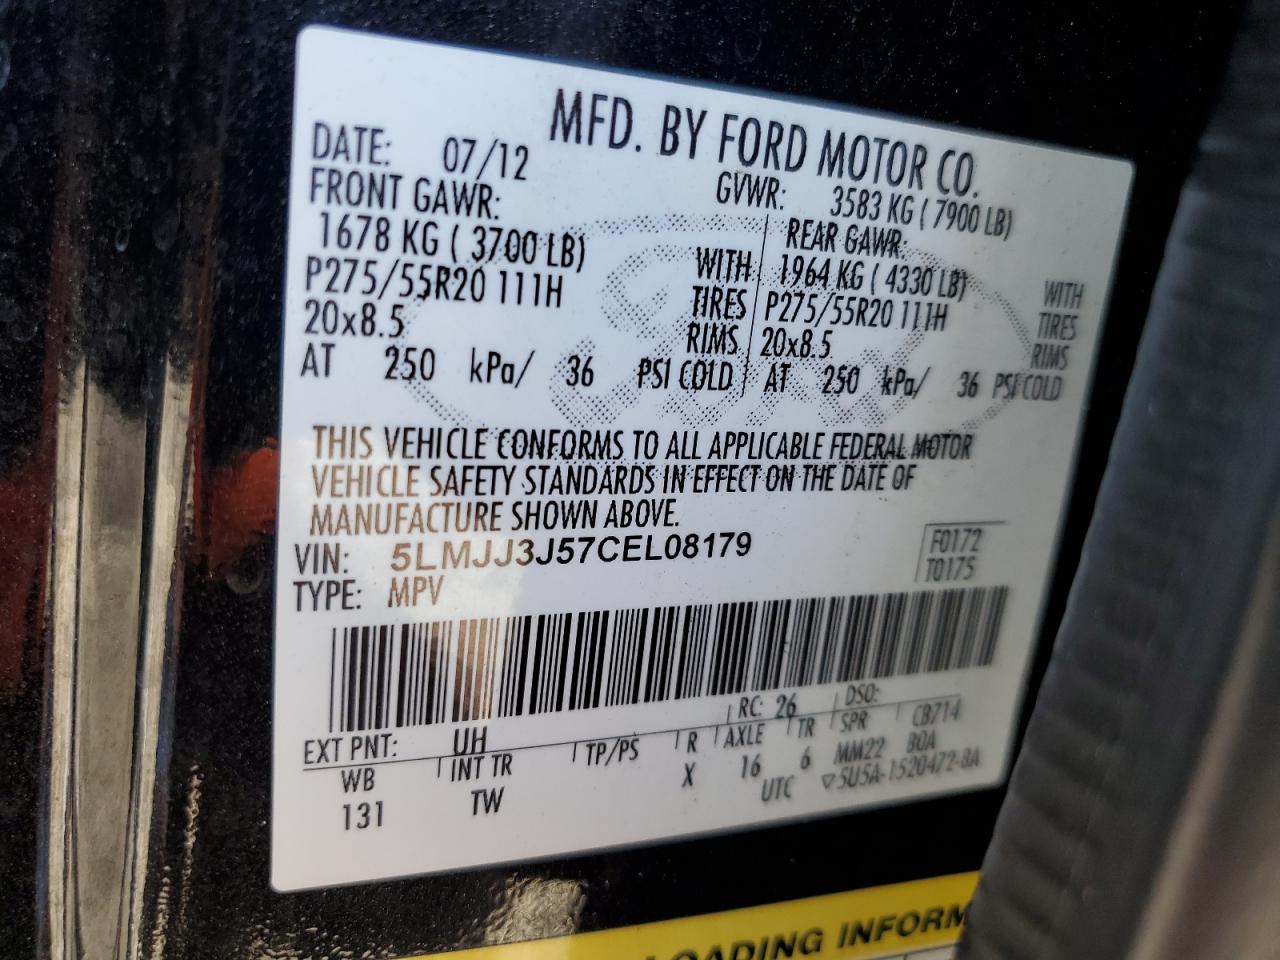 MFD. BY FORD MOTOR CO.
DATE: 07/12 GVWR: 3583 KG ( 7900 LB)
FRONT GAWR: REAR GAWR:
1678 KG ( 3700 LB) WITH 1964 KG ( 4330 LB) WITH
P275/55R20 111H TIRES P275/55R20 111H TIRES
20x8.5 RIMS 20x8.5 RIMS
AT 250 kPa/ 36 PSI COLD AT 250 kPa/ 36 PSI COLD
THIS VEHICLE CONFORMS TO ALL APPLICABLE FEDERAL MOTOR
VEHICLE SAFETY STANDARDS IN EFFECT ON THE DATE OF
MANUFACTURE SHOWN ABOVE.
VIN: 5LMJJ3J57CEL08179 F0172
TYPE: MPV T0175
EXT PNT: UH RC: 26 DSO:
WB INT TR TP/PS R AXLE TR SPR CB714
131 TW X 16 6 MM22 BOA
UTC ▽5U5A-1520472-BA
LOADING INFORM